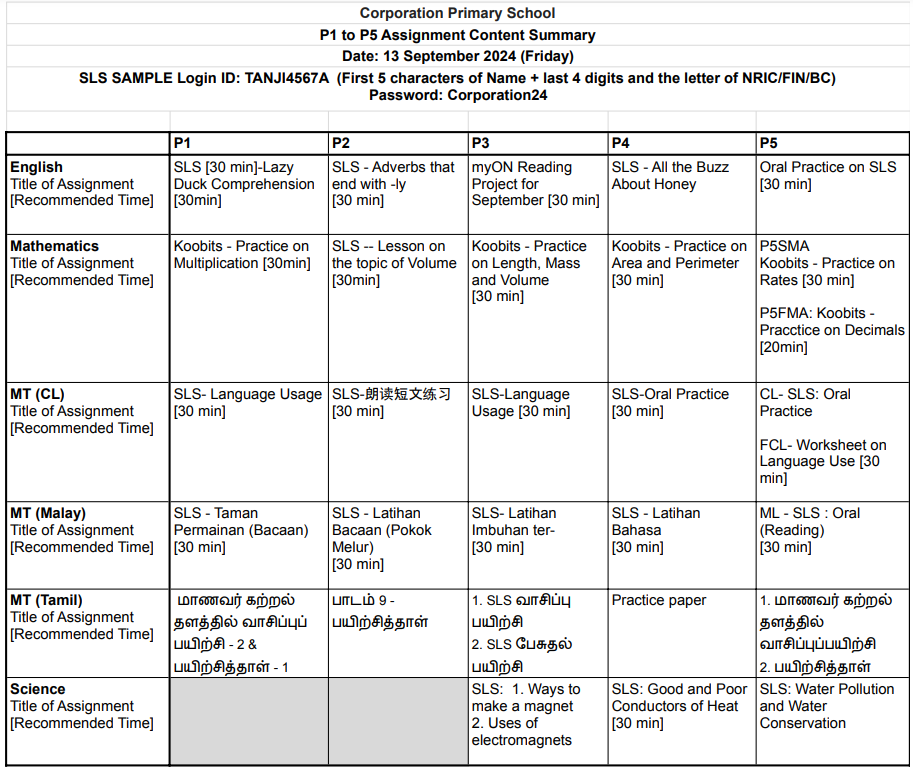 Corporation Primary School
P1 to P5 Assignment Content Summary
Date: 13 September 2024 (Friday)
SLS SAMPLE Login ID: TANJI4567A (First 5 characters of Name + last 4 digits and the letter of NRIC/FIN/BC)
Password: Corporation24
P1
P2
P3
P4
P5
English
Title of Assignment
[Recommended Time]
SLS [30 min]-Lazy
Duck Comprehension
[30min]
SLS - Adverbs that
end with -ly
[30 min]
myON Reading
Project for
September [30 min]
SLS - All the Buzz
About Honey
Oral Practice on SLS
[30 min]
Mathematics
Title of Assignment
[Recommended Time]
Koobits - Practice on
Multiplication [30min]
SLS -- Lesson on
the topic of Volume
[30min]
Koobits - Practice
on Length, Mass
and Volume
[30 min]
Koobits - Practice on
Area and Perimeter
[30 min]
P5SMA
Koobits - Practice on
Rates [30 min]
P5FMA: Koobits -
Pracctice on Decimals
[20min]
MT (CL)
Title of Assignment
[Recommended Time]
SLS- Language Usage
[30 min]
SLS-朗读短文练习
[30 min]
SLS-Language
Usage [30 min]
SLS-Oral Practice
[30 min]
CL- SLS: Oral
Practice
FCL- Worksheet on
Language Use [30
min]
MT (Malay)
Title of Assignment
[Recommended Time]
SLS - Taman
Permainan (Bacaan)
[30 min]
SLS - Latihan
Bacaan (Pokok
Melur)
[30 min]
SLS- Latihan
Imbuhan ter-
[30 min]
SLS - Latihan
Bahasa
[30 min]
ML - SLS : Oral
(Reading)
[30 min]
MT (Tamil)
Title of Assignment
[Recommended Time]
மாணவர் கற்றல்
தளத்தில் வாசிப்புப்
பயிற்சி - 2 &
பயிற்சித்தாள் - 1
பாடம் 9 -
பயிற்சித்தாள்
1. SLS வாசிப்பு
பயிற்சி
2. SLS பேசுதல்
பயிற்சி
Practice paper
1. மாணவர் கற்றல்
தளத்தில்
வாசிப்புப்பயிற்சி
2. பயிற்சித்தாள்
Science
Title of Assignment
[Recommended Time]
SLS: 1. Ways to
make a magnet
2. Uses of
electromagnets
SLS: Good and Poor
Conductors of Heat
[30 min]
SLS: Water Pollution
and Water
Conservation